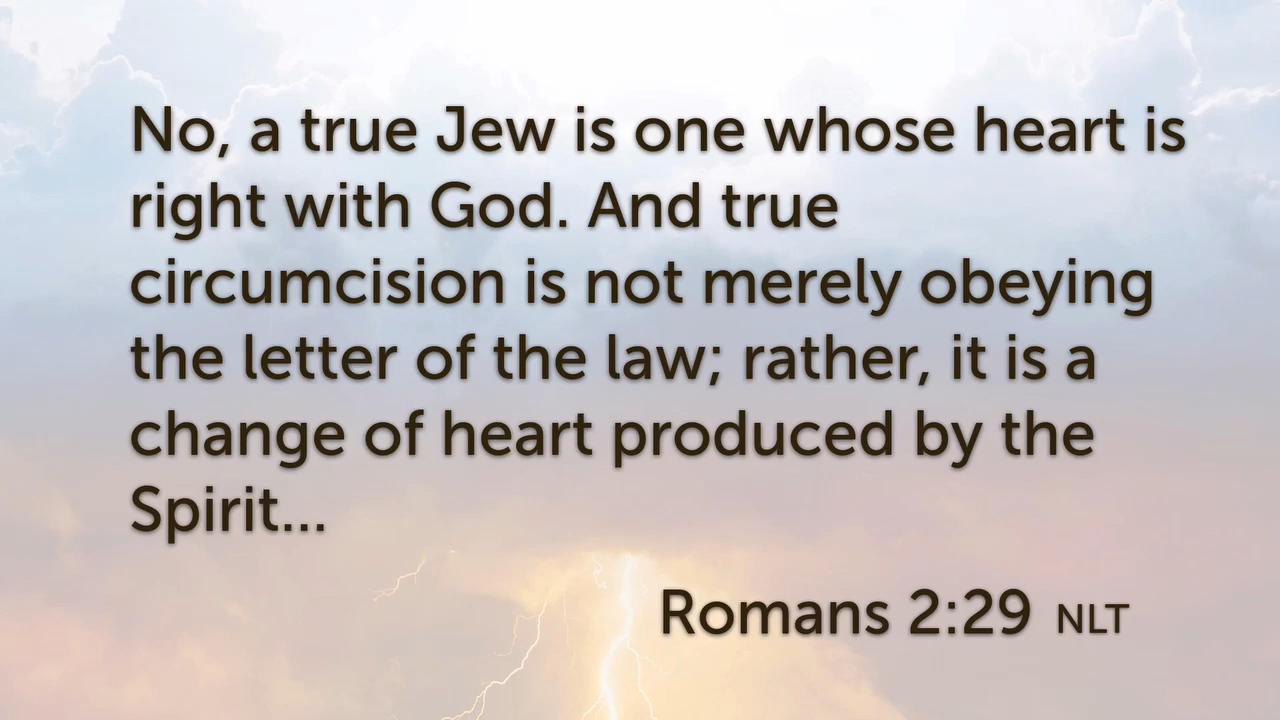 No, a true Jew is one whose heart is
right with God. And true
circumcision is not merely obeying
the letter of the law; rather, it is a
change of heart produced by the
Spirit...
Romans 2:29 NLT